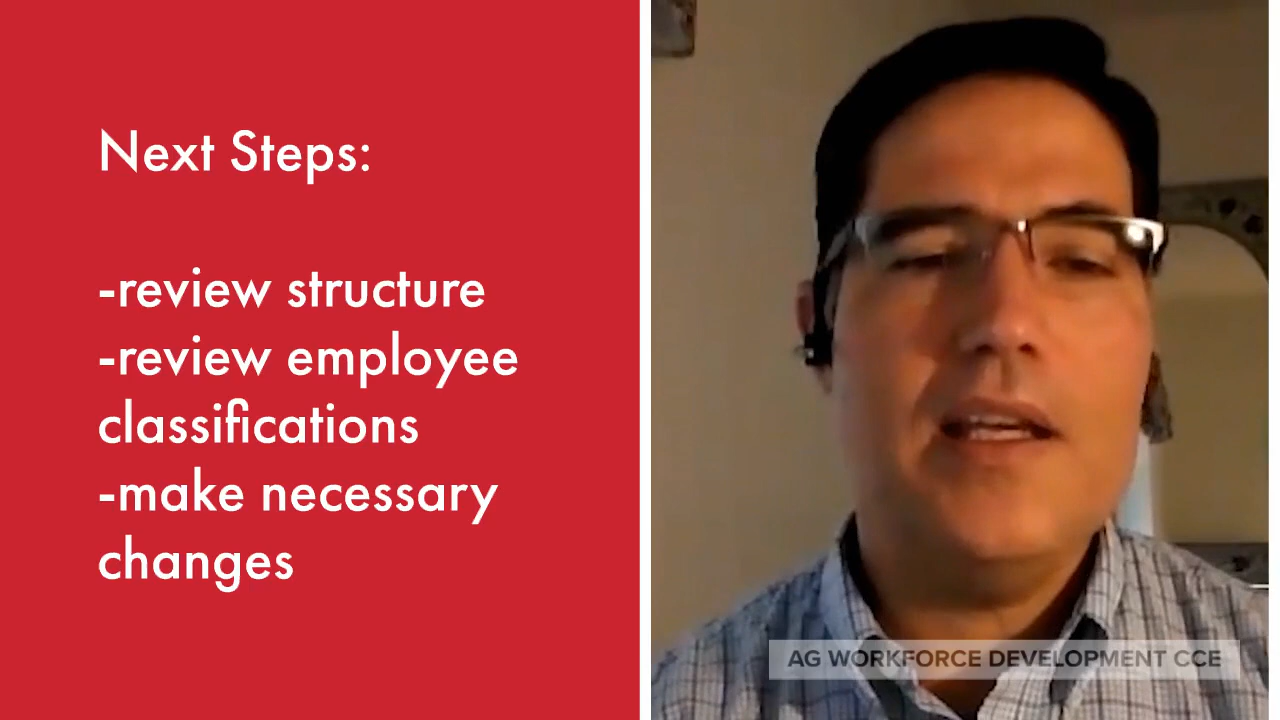 Next Steps:
-review structure
-review employee
classifications
-make necessary
changes
AG WORKFORCE DEVELOPMENT CCE